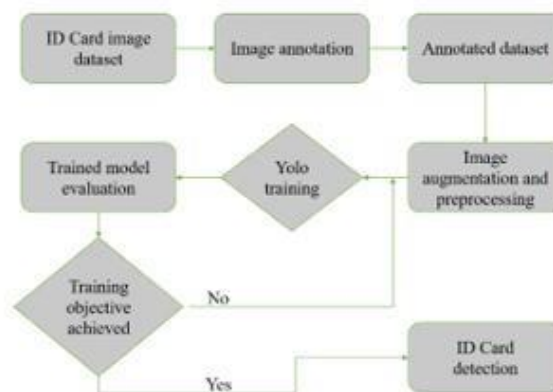 ID Card image
dataset
Image annotation
Annotated dataset
Trained model
evaluation
Yolo
training
Image
augmentation and
preprocessing
Training
objective
achieved
No
Yes
ID Card
detection